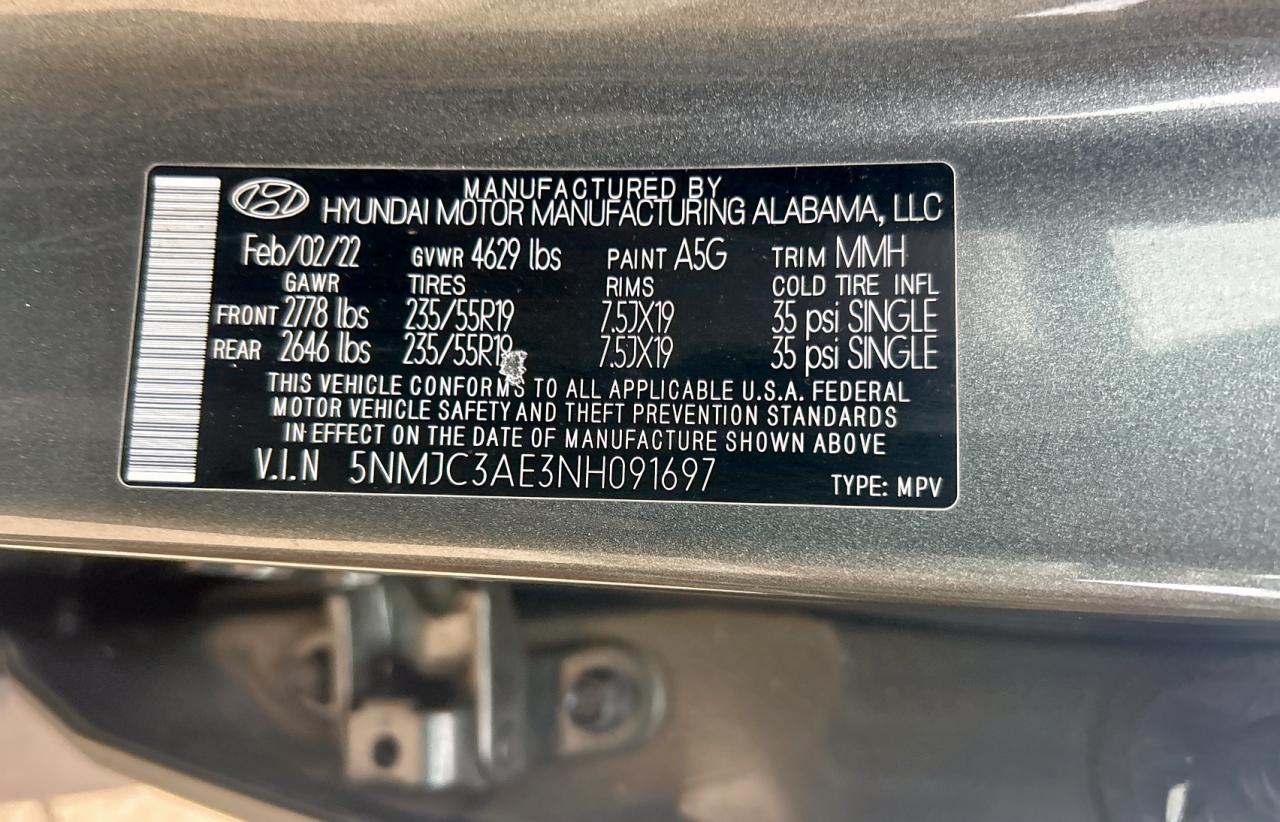 MANUFACTURED BY
HYUNDAI MOTOR MANUFACTURING ALABAMA, LLC
Feb/02/22 GVWR 4629 lbs PAINT A5G TRIM MMH
GAWR TIRES RIMS COLD TIRE INFL
FRONT 2778 lbs 235/55R19 7.5JX19 35 psi SINGLE
REAR 2646 lbs 235/55R19 7.5JX19 35 psi SINGLE
THIS VEHICLE CONFORMS TO ALL APPLICABLE U.S.A. FEDERAL
MOTOR VEHICLE SAFETY AND THEFT PREVENTION STANDARDS
IN EFFECT ON THE DATE OF MANUFACTURE SHOWN ABOVE
V.I.N 5NMJC3AE3NH091697 TYPE: MPV